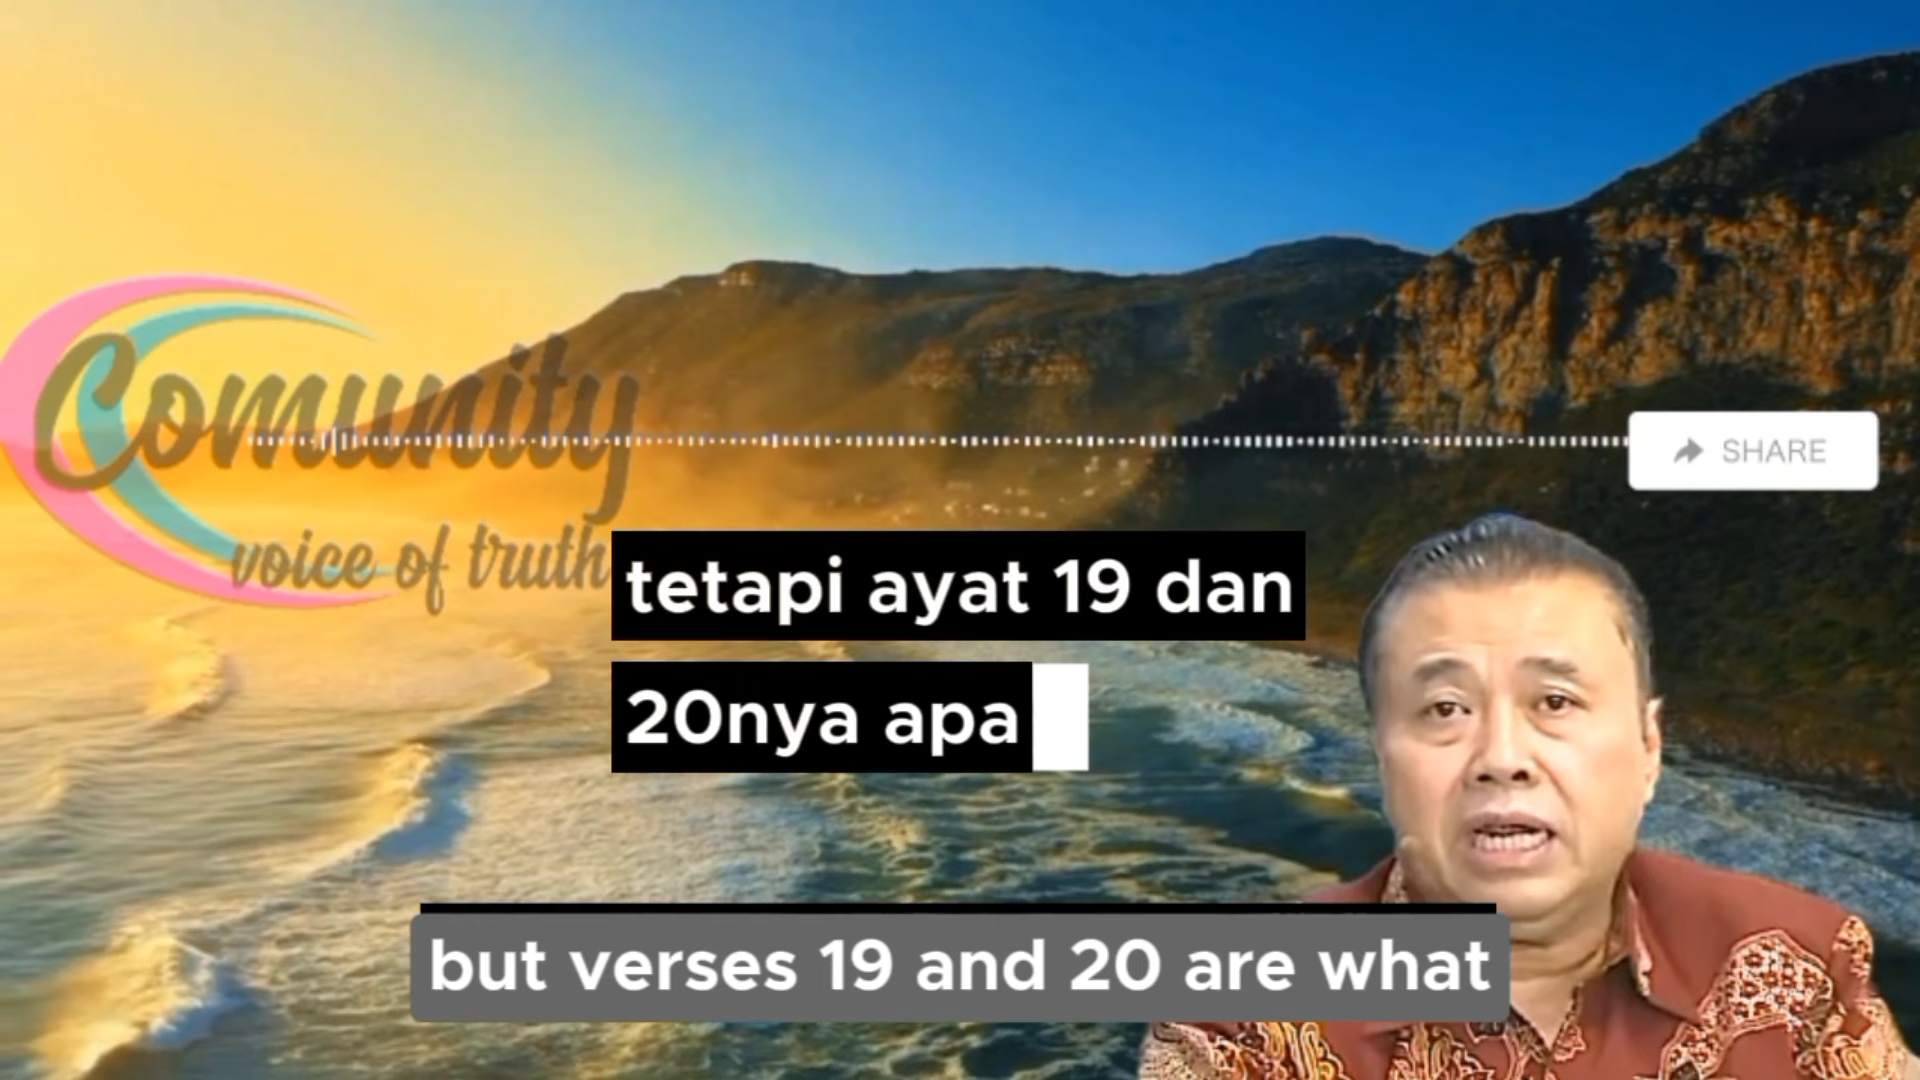 Comunity
voice of truth
SHARE
tetapi ayat 19 dan
20nya apa
but verses 19 and 20 are what